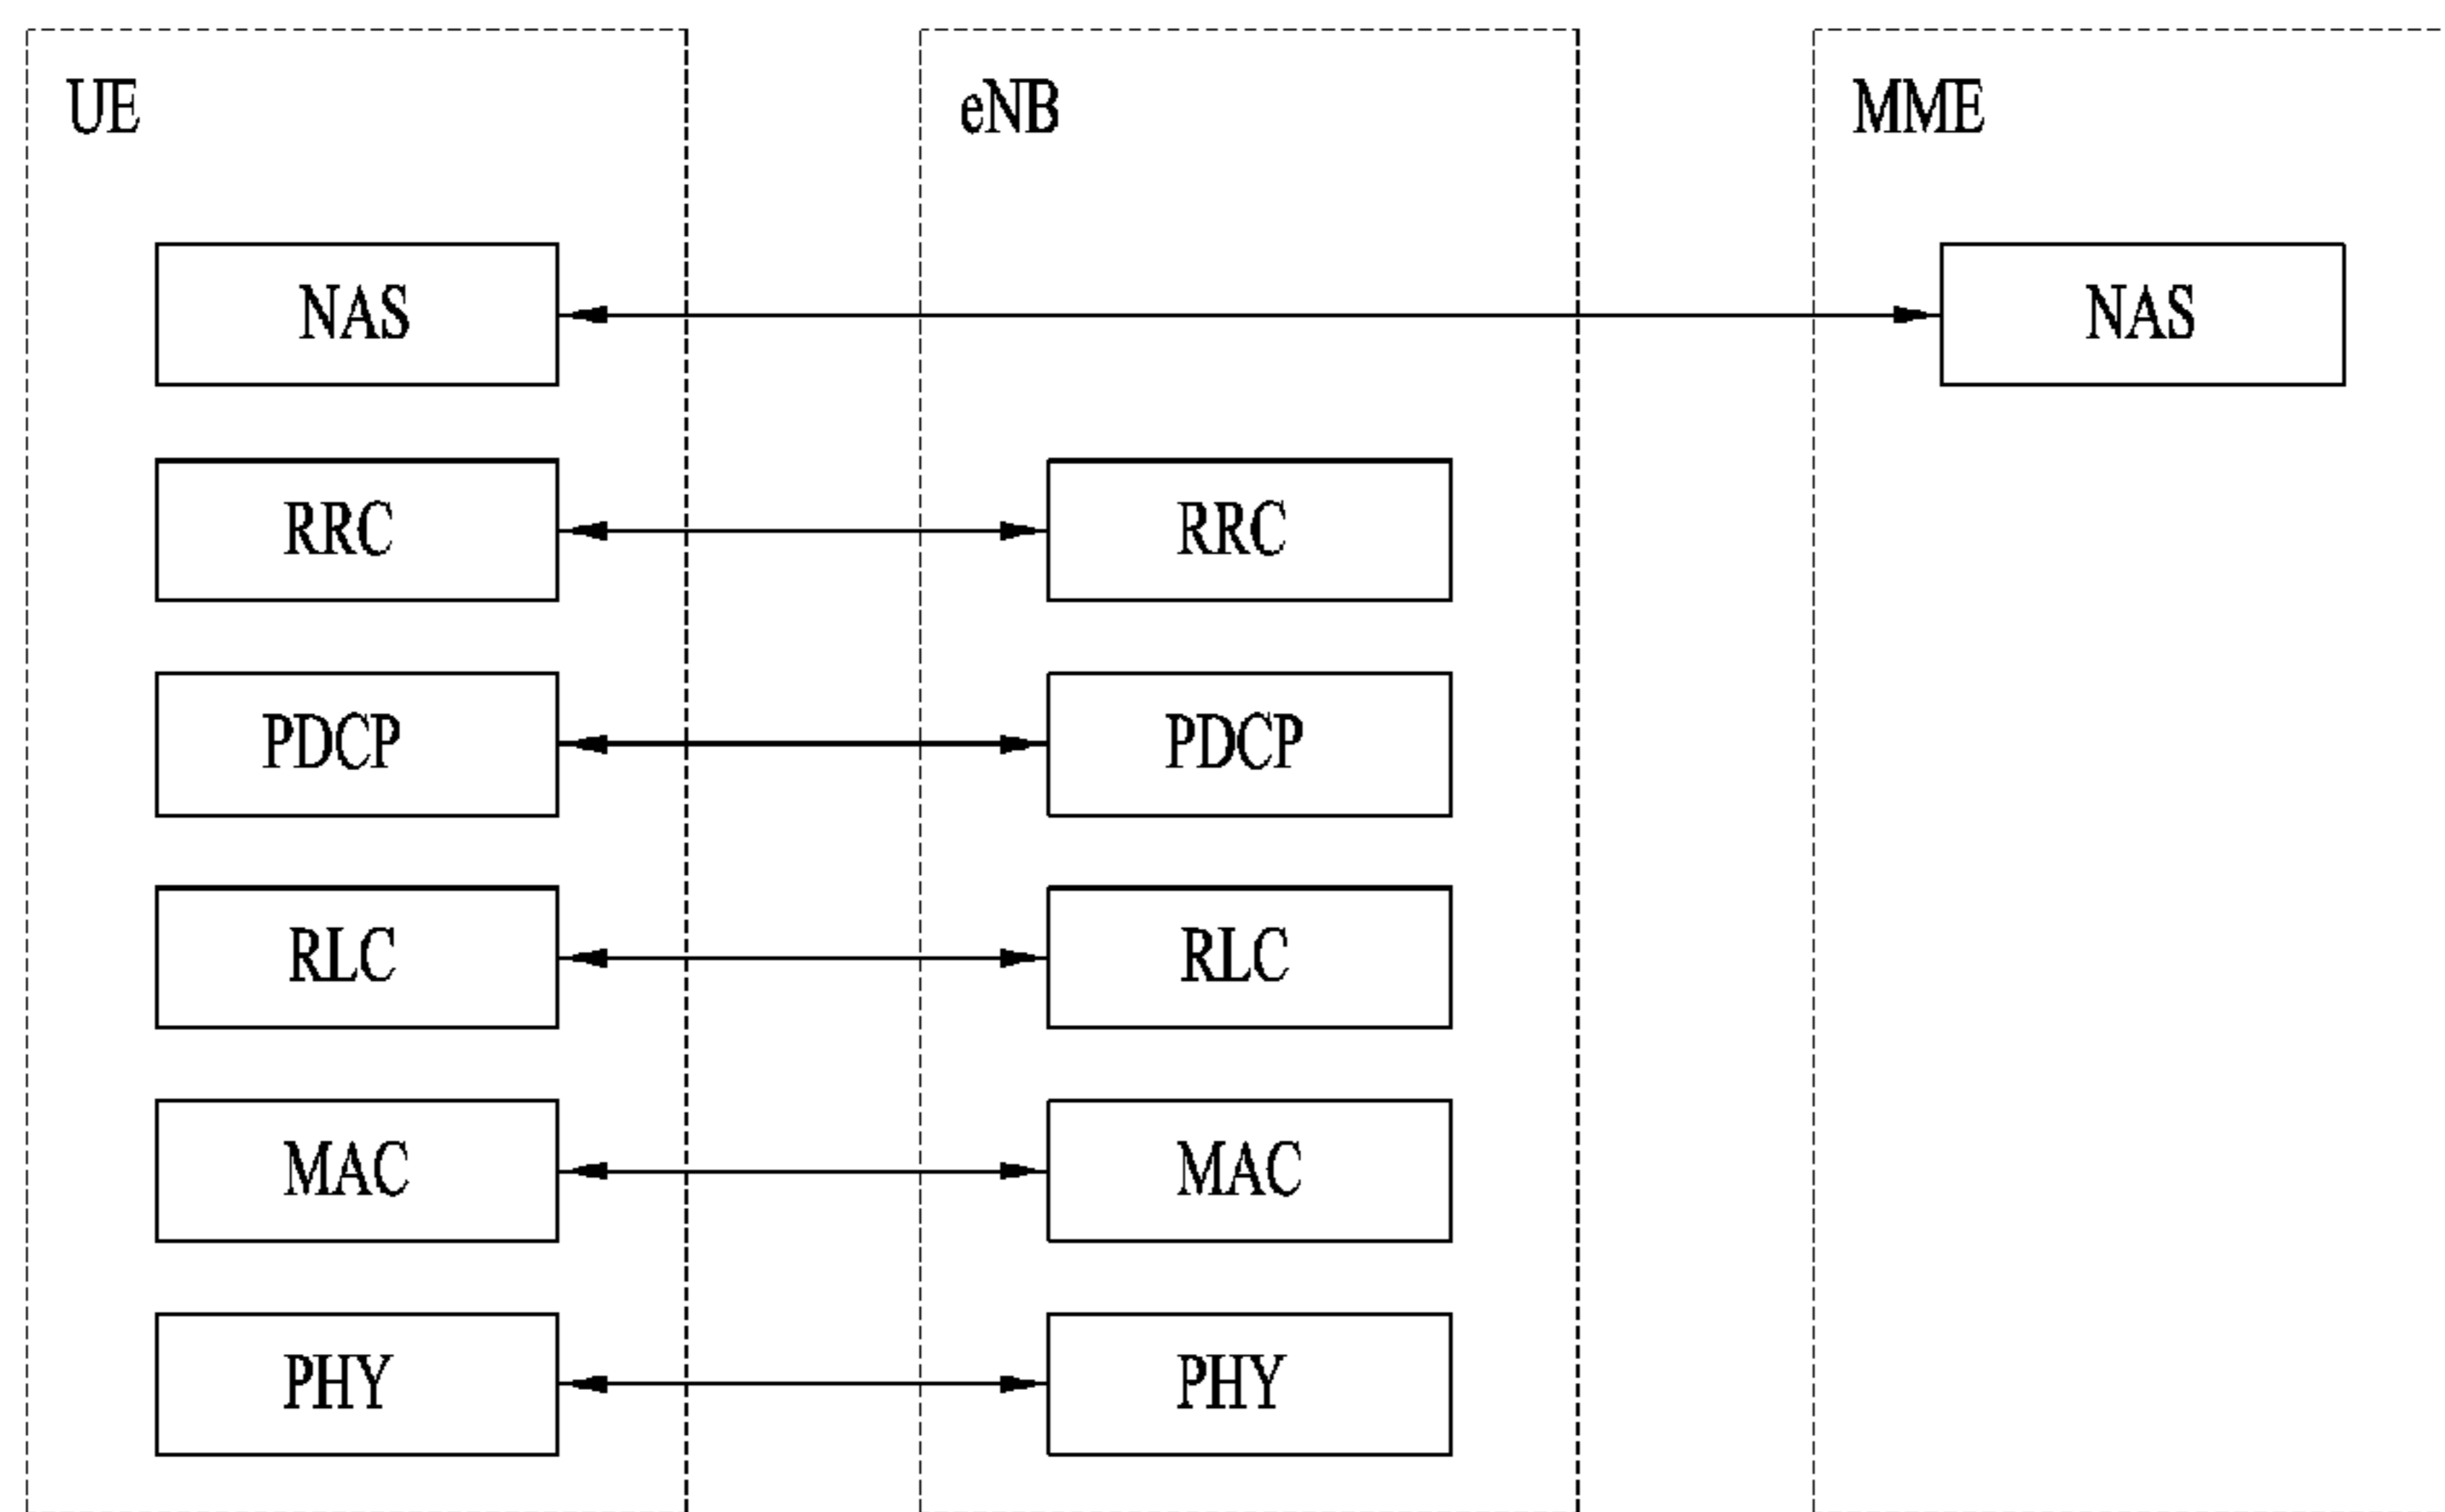 UE eNB MME
NAS NAS
RRC RRC
PDCP PDCP
RLC RLC
MAC MAC
PHY PHY